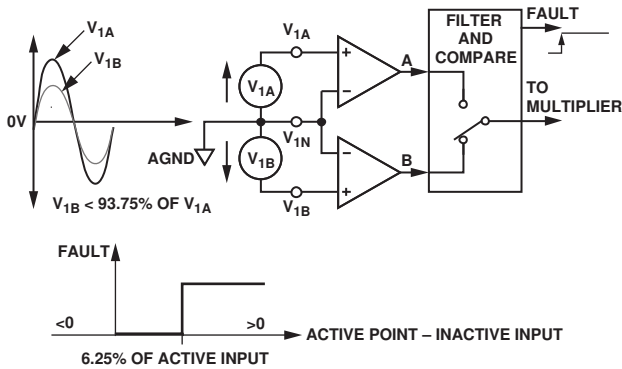 V1A
V1B
0V
V1B < 93.75% OF V1A
V1A
V1A
AGND
V1N
V1B
V1B
+
−
−
+
A
B
FILTER
AND
COMPARE
FAULT
TO
MULTIPLIER
FAULT
<0
>0
ACTIVE POINT – INACTIVE INPUT
6.25% OF ACTIVE INPUT